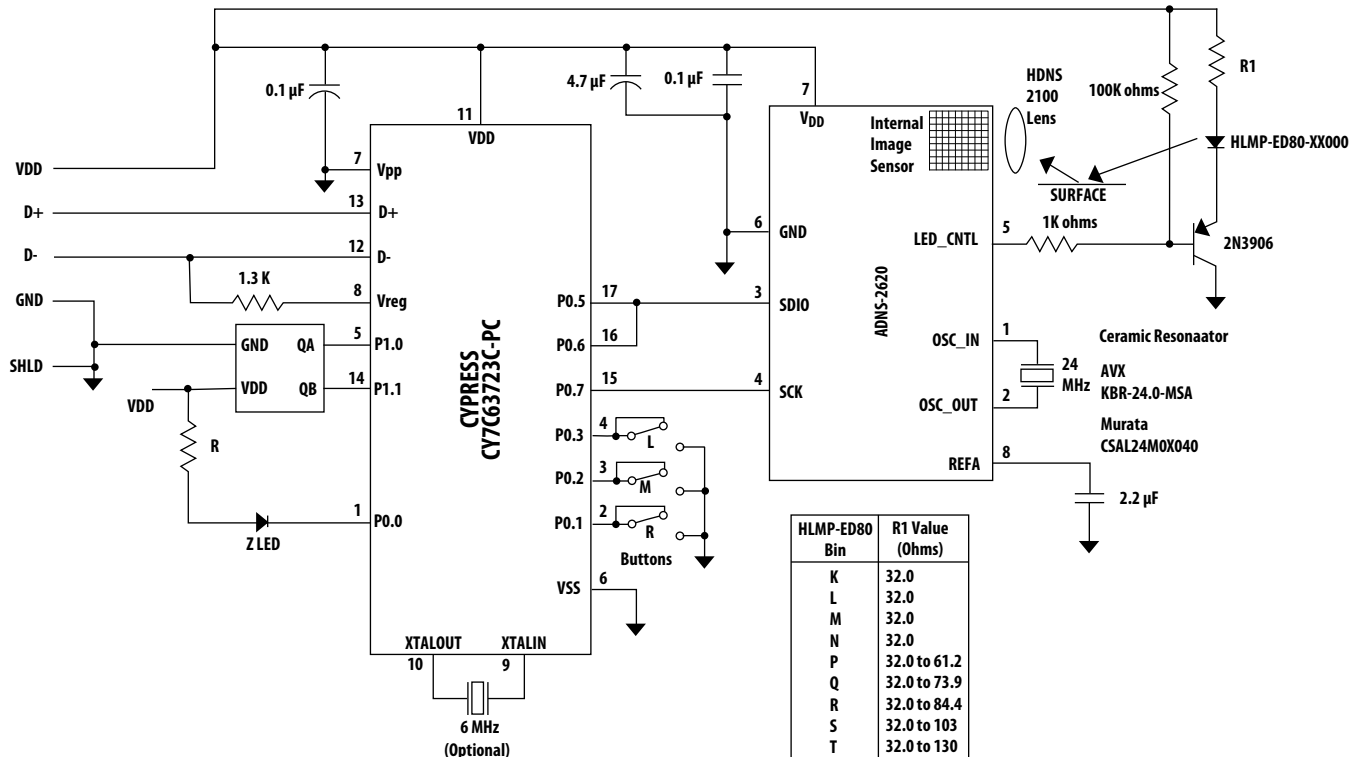 0.1 µF
4.7 µF
0.1 µF
HDNS
2100
Lens
100K ohms
R1
HLMP-ED80-XX000
SURFACE
1K ohms
2N3906
VDD
D+
D-
GND
SHLD
1.3 K
GND QA
VDD QB
VDD
R
Z LED
11
VDD
7 Vpp
13 D+
12 D-
8 Vreg
5 P1.0
14 P1.1
1 P0.0
CYPRESS
CY7C63723C-PC
P0.5 17
P0.6 16
P0.7 15
P0.3 4
L
P0.2 3
M
P0.1 2
R
Buttons
VSS 6
XTALOUT XTALIN
10 9
6 MHz
(Optional)
7
VDD
Internal
Image
Sensor
6 GND
LED_CNTL 5
3 SDIO
4 SCK
ADNS-2620
OSC_IN 1
OSC_OUT 2
REFA 8
24
MHz
Ceramic Resonaator
AVX
KBR-24.0-MSA
Murata
CSAL24M0X040
2.2 µF
HLMP-ED80 R1 Value
Bin (Ohms)
K 32.0
L 32.0
M 32.0
N 32.0
P 32.0 to 61.2
Q 32.0 to 73.9
R 32.0 to 84.4
S 32.0 to 103
T 32.0 to 130